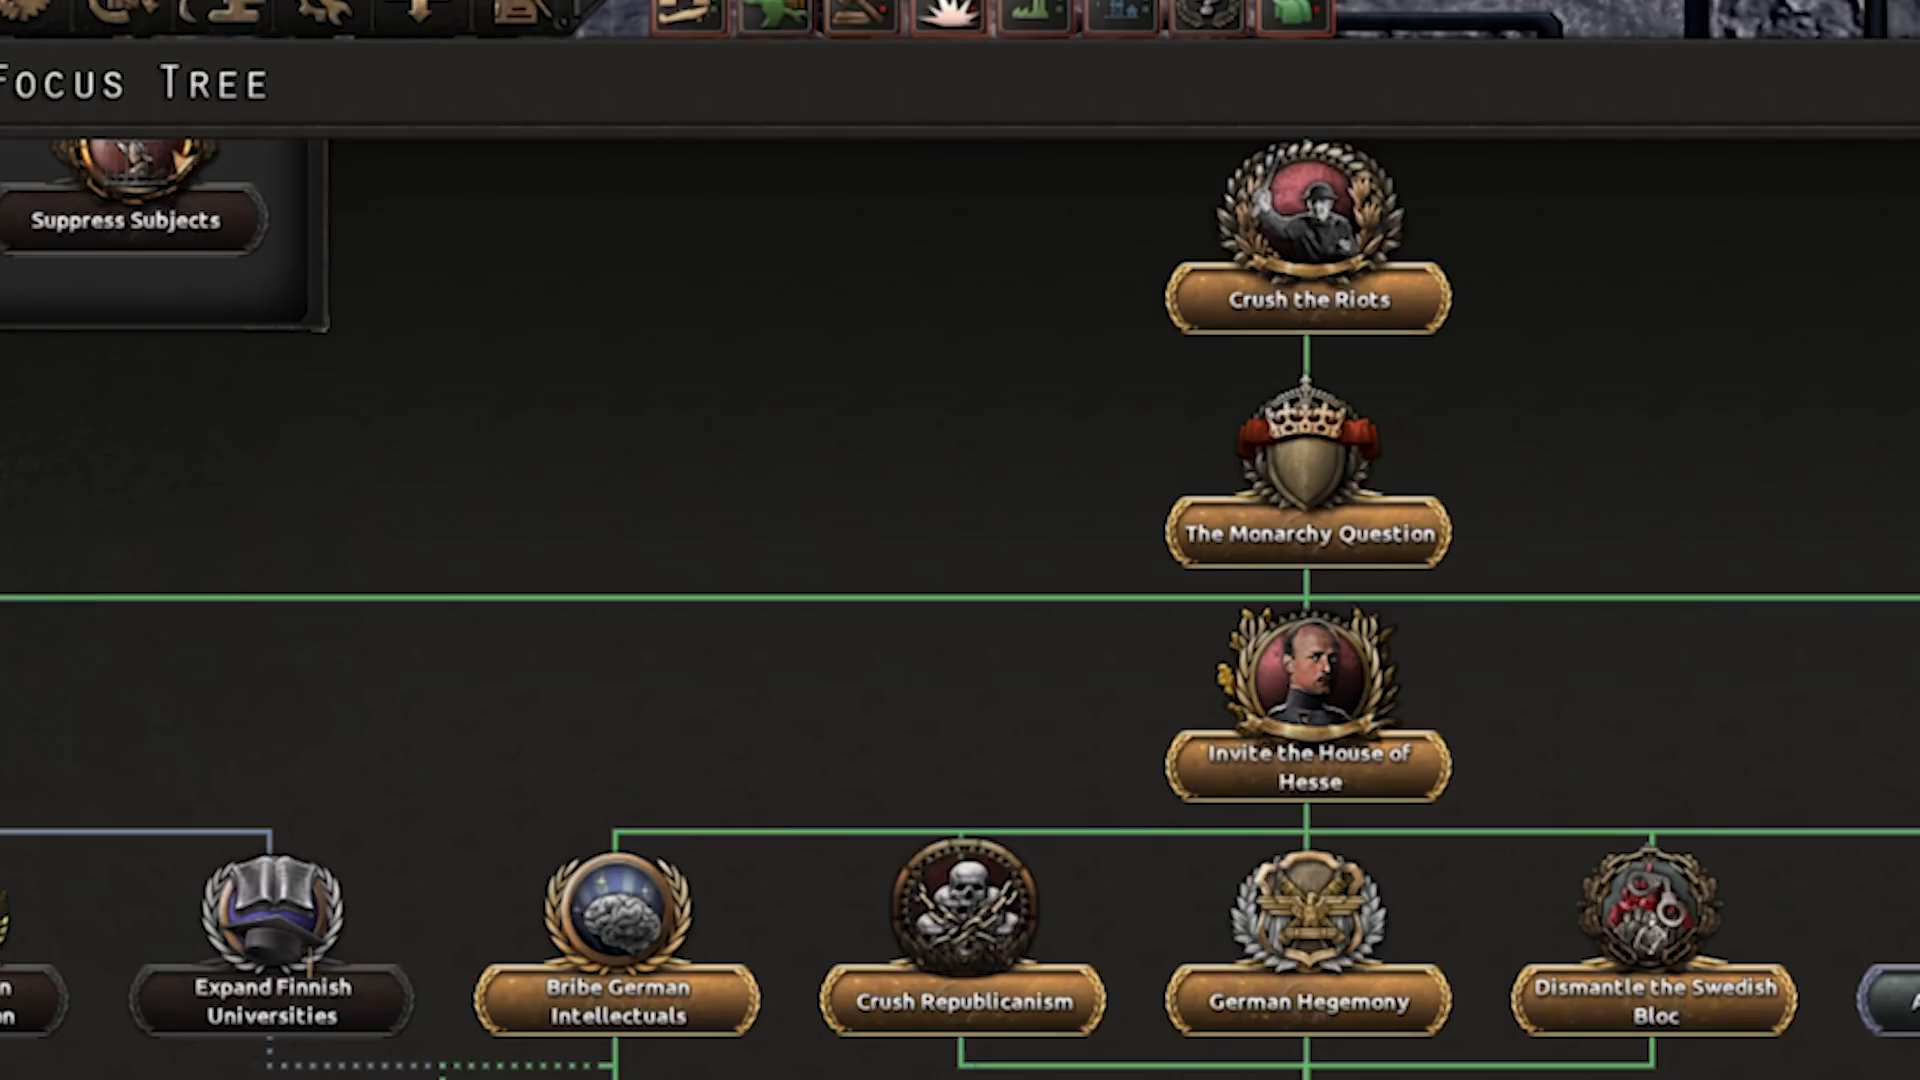 FOCUS TREE
Suppress Subjects
Crush the Riots
The Monarchy Question
Invite the House of
Hesse
Expand Finnish
Universities
Bribe German
Intellectuals
Crush Republicanism
German Hegemony
Dismantle the Swedish
Bloc